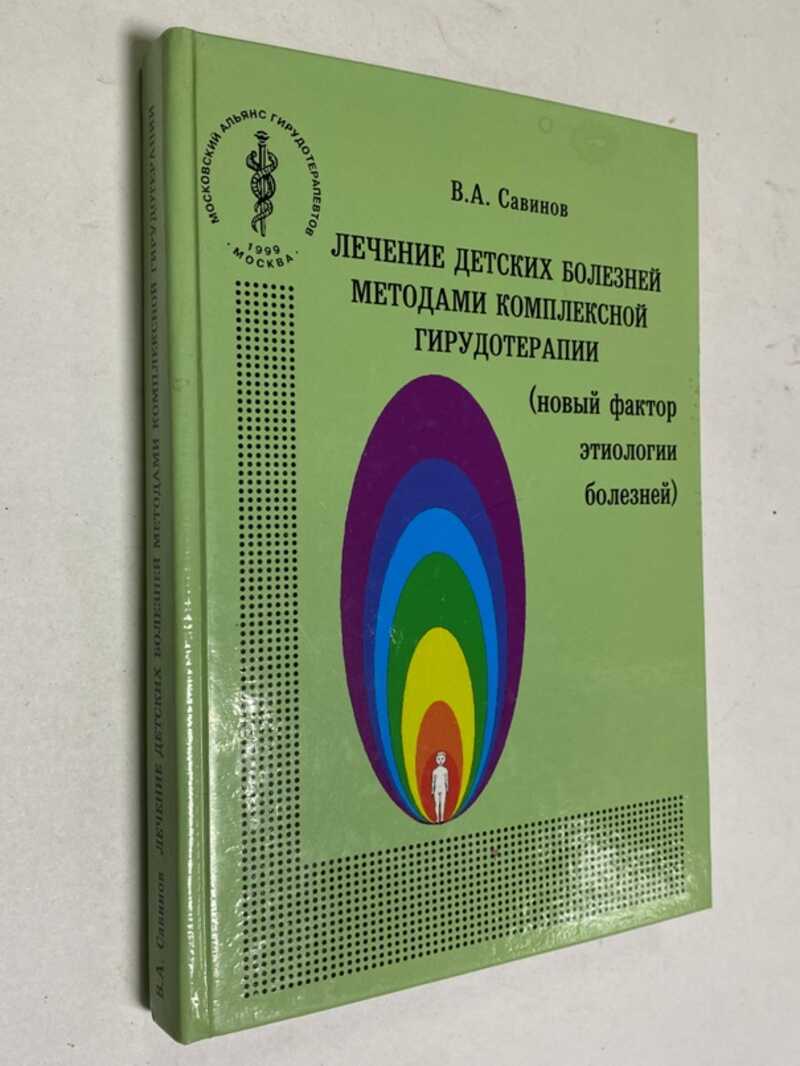 МОСКОВСКИЙ АЛЬЯНС ГИРУДОТЕРАПЕВТОВ
· 1999 ·
МОСКВА
В.А. Савинов
ЛЕЧЕНИЕ ДЕТСКИХ БОЛЕЗНЕЙ
МЕТОДАМИ КОМПЛЕКСНОЙ
ГИРУДОТЕРАПИИ
(новый фактор
этиологии
болезней)
В.А. Савинов ЛЕЧЕНИЕ ДЕТСКИХ БОЛЕЗНЕЙ МЕТОДАМИ КОМПЛЕКСНОЙ ГИРУДОТЕРАПИИ